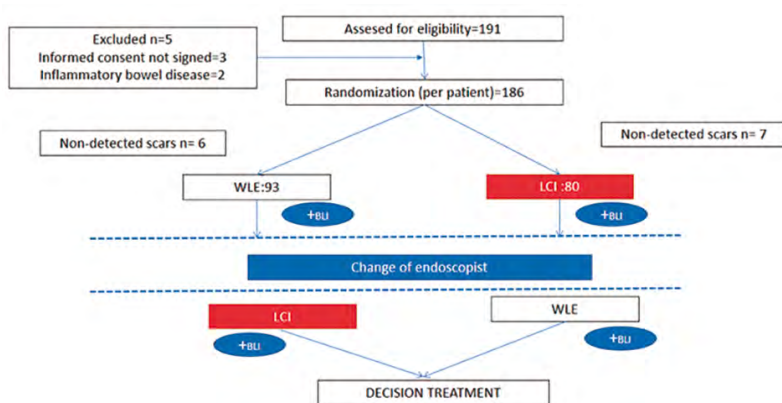 Assesed for eligibility=191
Excluded n=5
Informed consent not signed=3
Inflammatory bowel disease=2
Randomization (per patient)=186
Non-detected scars n= 6
Non-detected scars n= 7
WLE:93
LCI :80
+BLI
+BLI
Change of endoscopist
LCI
WLE
+BLI
+BLI
DECISION TREATMENT